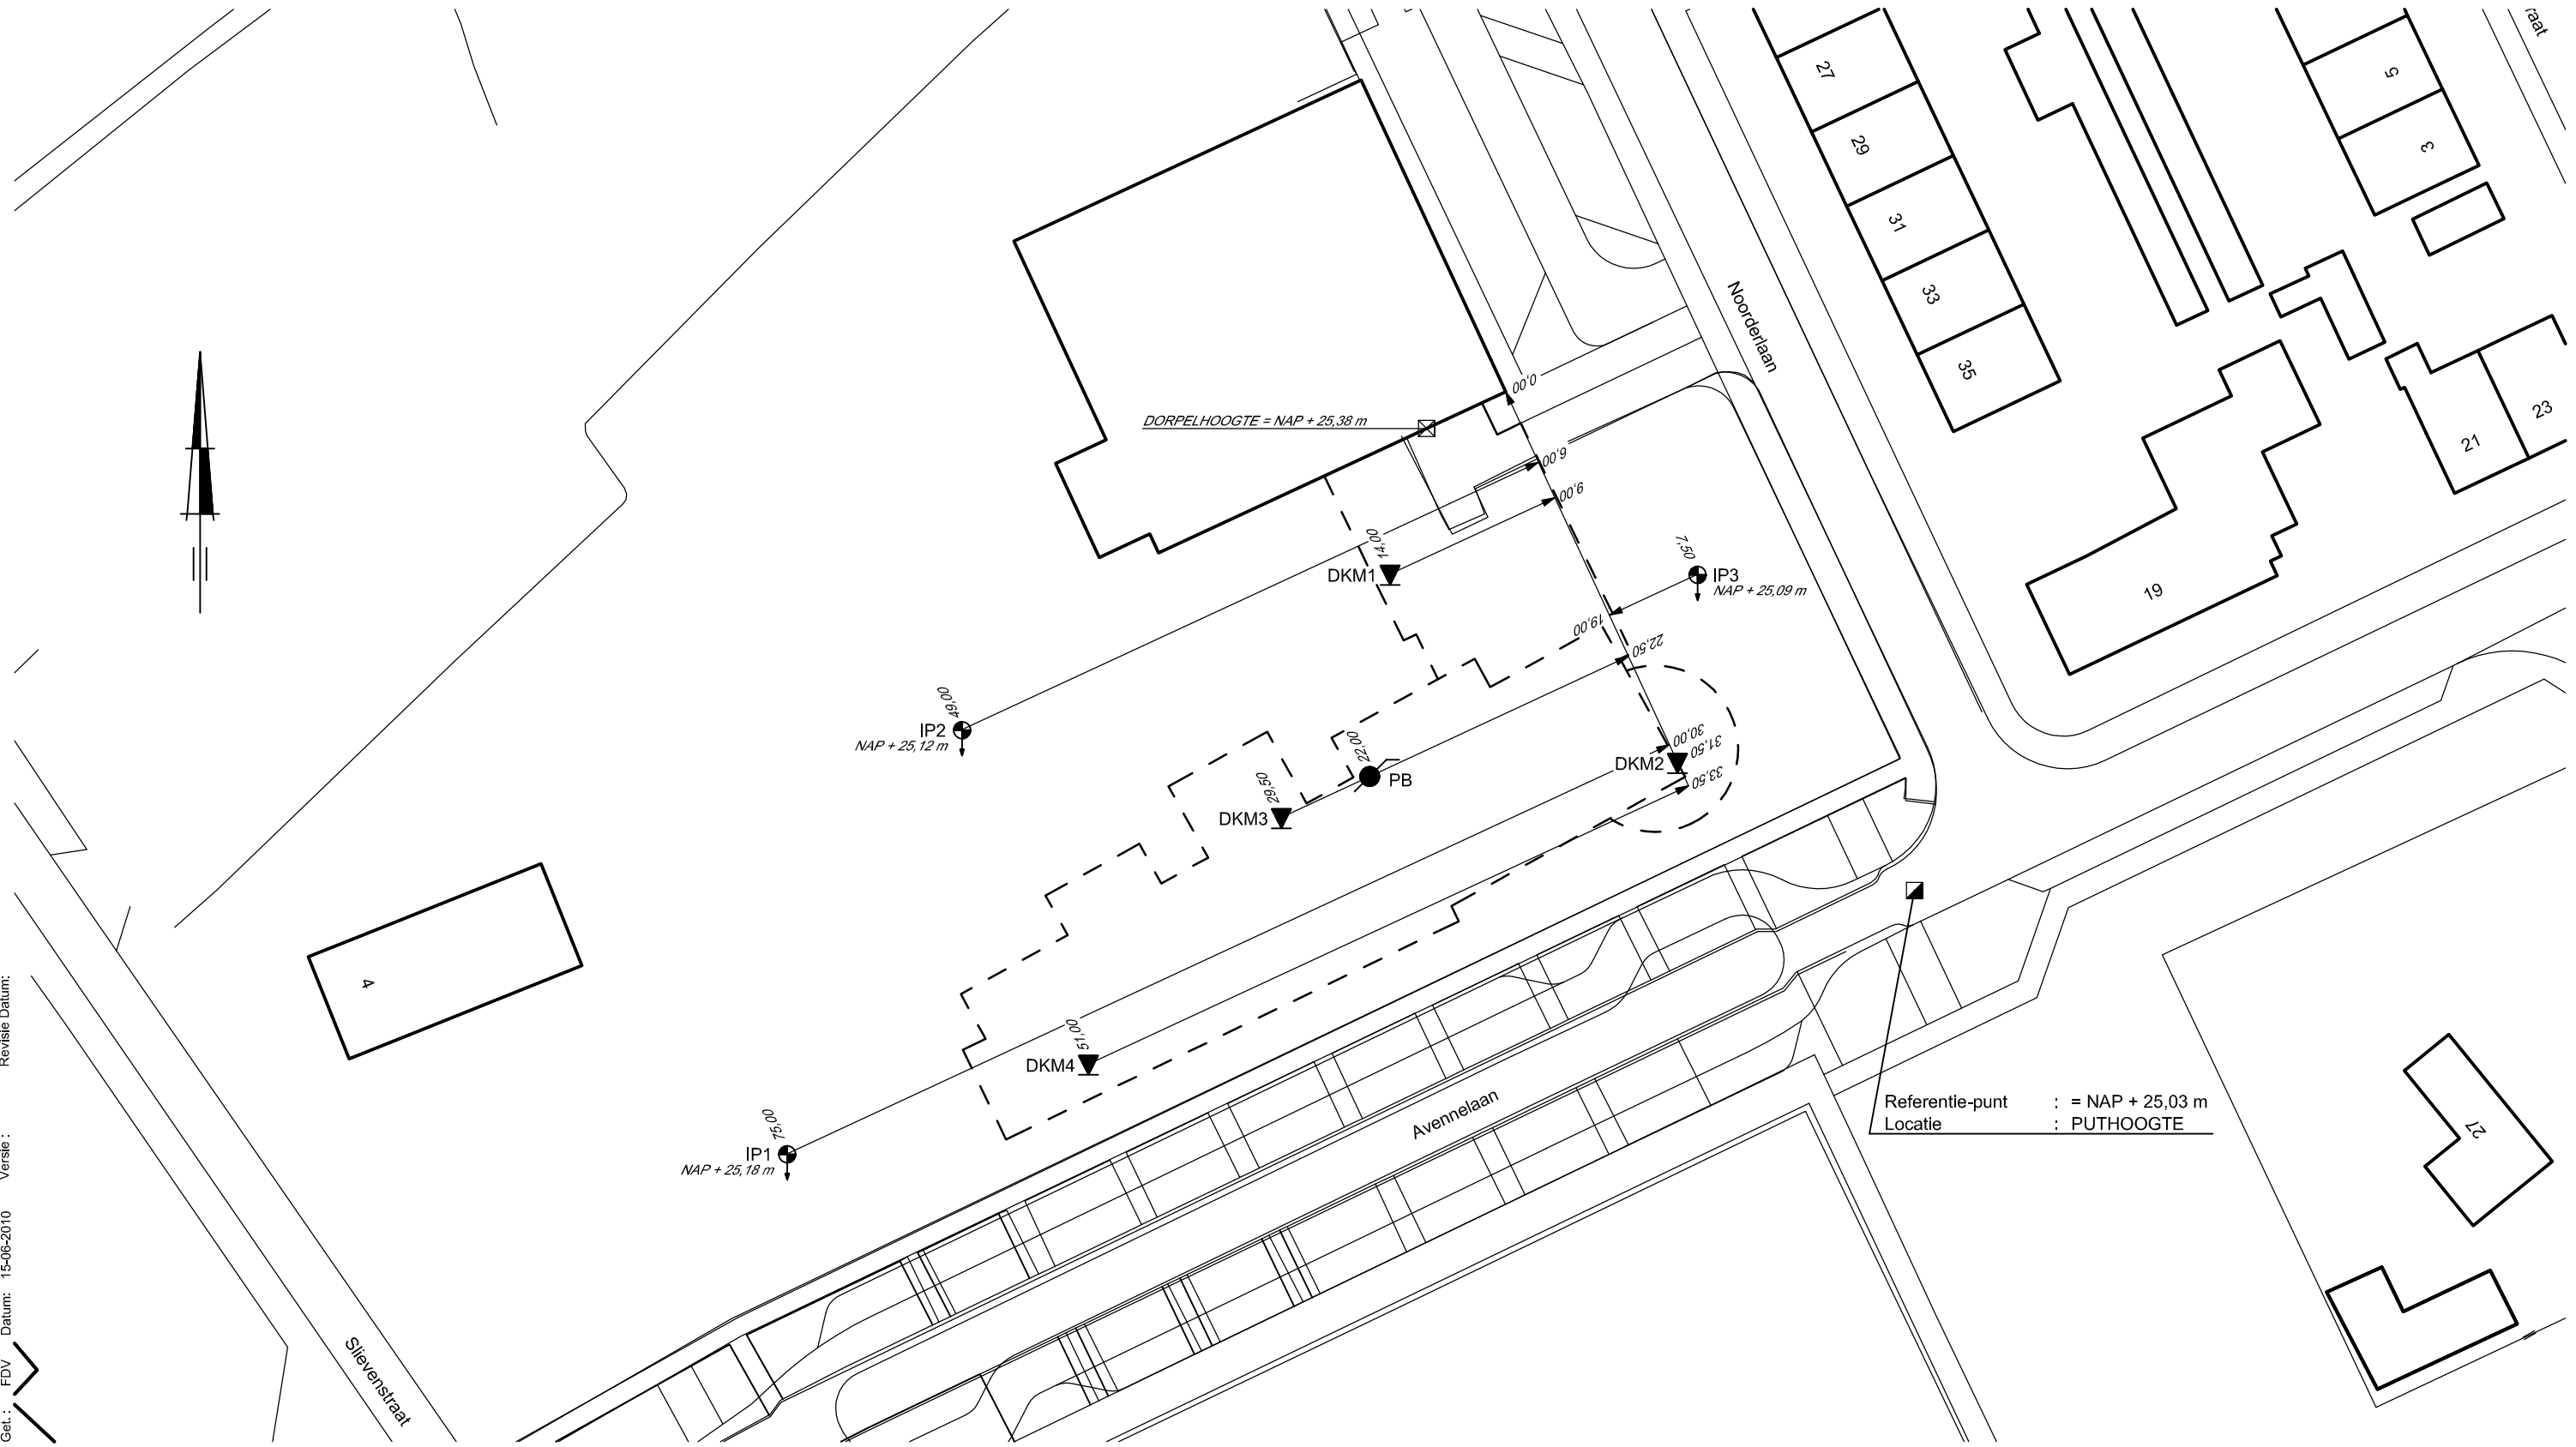 raat
27
29
31
33
35
5
3
Noorderlaan
0,00
DORPELHOOGTE = NAP + 25,38 m
6,00
9,00
14,00
DKM1
7,50
IP3
NAP + 25,09 m
19,00
22,50
19
21
23
49,00
IP2
NAP + 25,12 m
22,00
PB
29,50
DKM3
30,00
31,50
DKM2
33,50
4
51,00
DKM4
75,00
IP1
NAP + 25,18 m
Avennelaan
Referentie-punt : = NAP + 25,03 m
Locatie : PUTHOOGTE
27
Slievenstraat
Get.: FDV Datum: 15-06-2010 Versie : Revisie Datum: